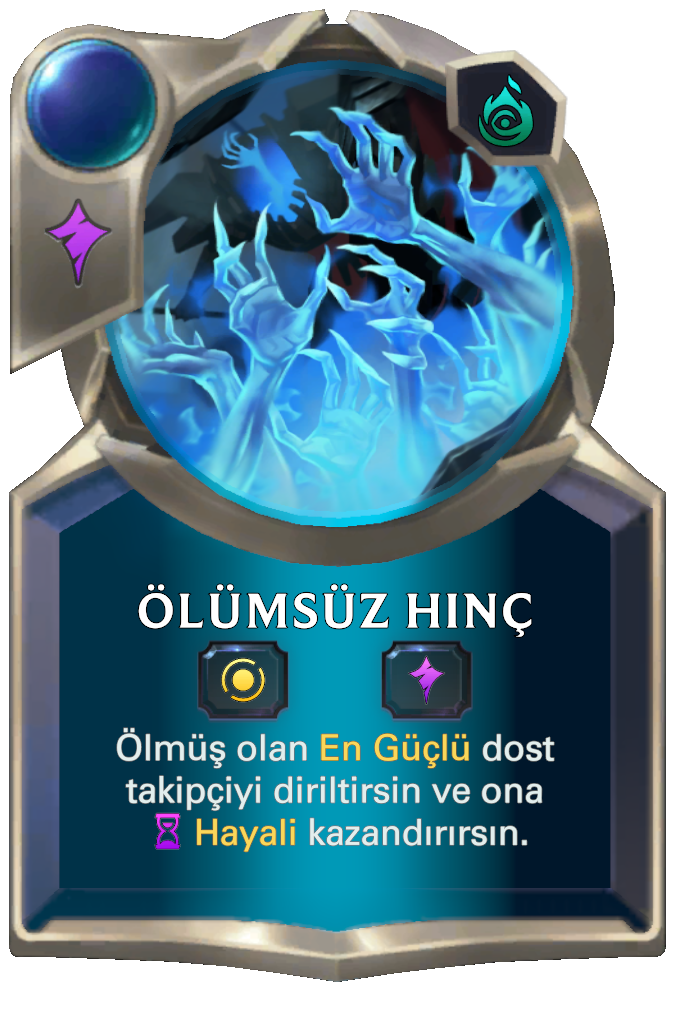 ÖLÜMSÜZ HINÇ
Ölmüş olan En Güçlü dost
takipçiyi diriltirsin ve ona
Hayali kazandırırsın.